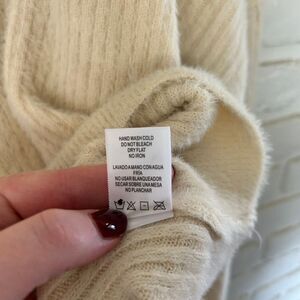 HAND WASH COLD
DO NOT BLEACH
DRY FLAT
NO IRON
LAVADO A MANO CON AGUA
FRÍA
NO USAR BLANQUEADOR
SECAR SOBRE UNA MESA
NO PLANCHAR